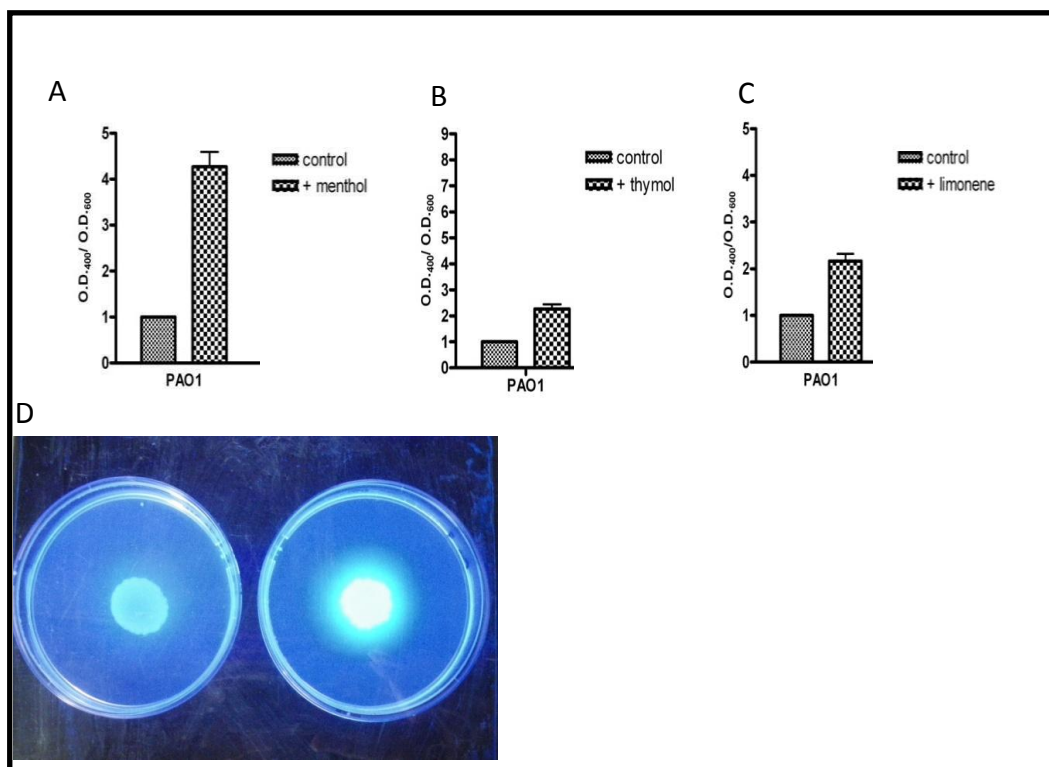 A
O.D.400/ O.D.600
5
4
3
2
1
0
PAO1
control
+ menthol
B
O.D.400/ O.D.600
9
8
7
6
5
4
3
2
1
0
PAO1
control
+ thymol
C
O.D.400/O.D.600
5
4
3
2
1
0
PAO1
control
+ limonene
D